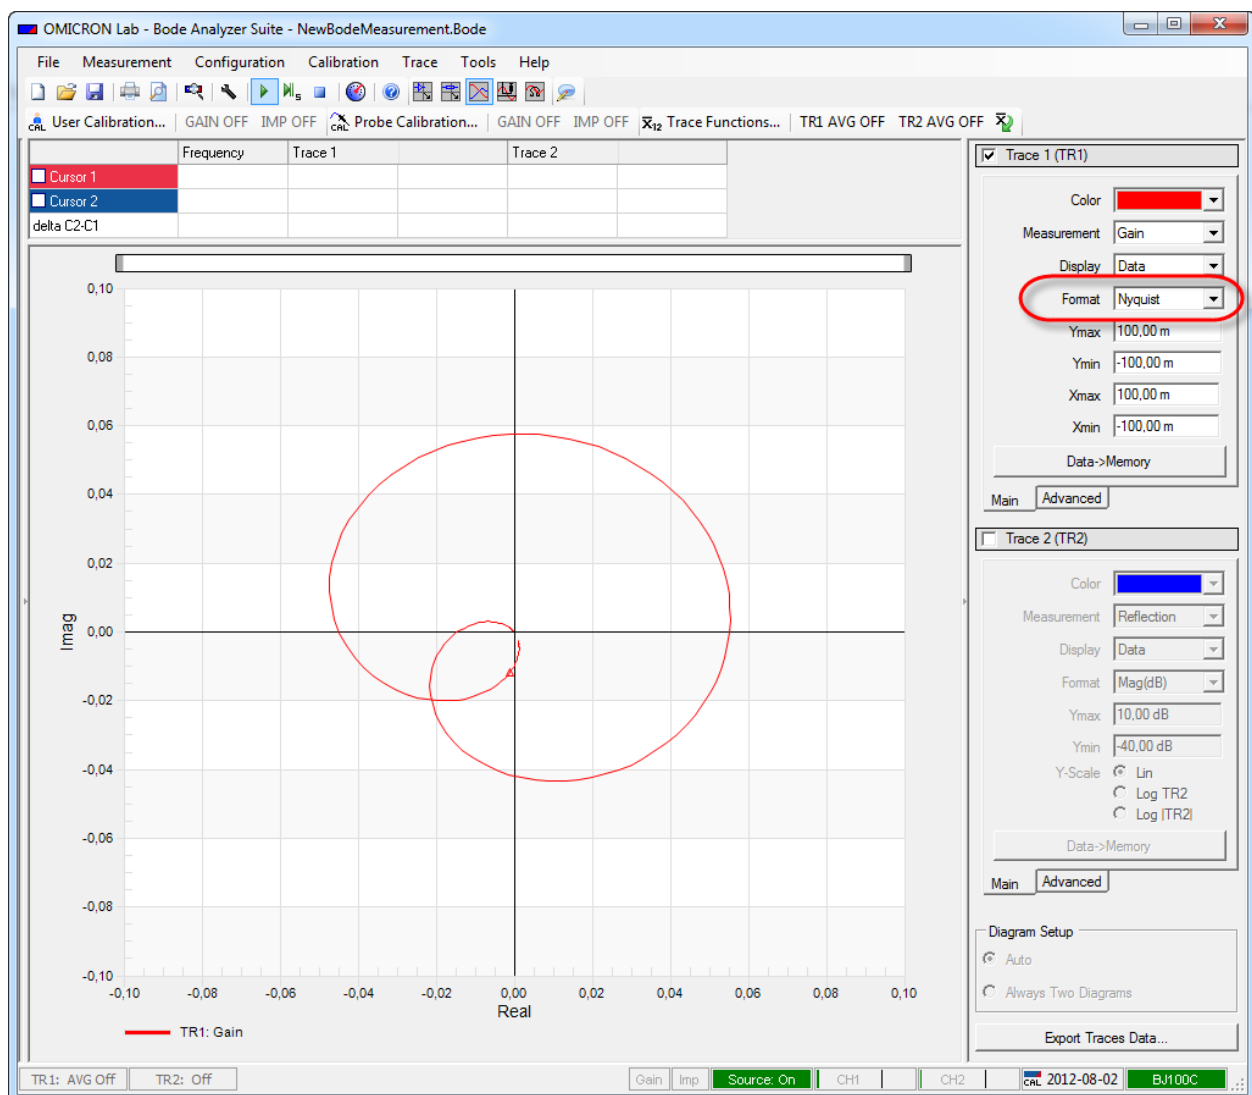 OMICRON Lab - Bode Analyzer Suite - NewBodeMeasurement.Bode
File Measurement Configuration Calibration Trace Tools Help
CAL User Calibration... GAIN OFF IMP OFF CAL Probe Calibration... GAIN OFF IMP OFF X12 Trace Functions... TR1 AVG OFF TR2 AVG OFF
Frequency Trace 1 Trace 2
Cursor 1
Cursor 2
delta C2-C1
0,10
0,08
0,06
0,04
0,02
0,00
-0,02
-0,04
-0,06
-0,08
-0,10
Imag
-0,10 -0,08 -0,06 -0,04 -0,02 0,00 0,02 0,04 0,06 0,08 0,10
Real
TR1: Gain
Trace 1 (TR1)
Color
Measurement Gain
Display Data
Format Nyquist
Ymax 100,00 m
Ymin -100,00 m
Xmax 100,00 m
Xmin -100,00 m
Data->Memory
Main Advanced
Trace 2 (TR2)
Color
Measurement Reflection
Display Data
Format Mag(dB)
Ymax 10,00 dB
Ymin -40,00 dB
Y-Scale Lin
Log TR2
Log |TR2|
Data->Memory
Main Advanced
Diagram Setup
Auto
Always Two Diagrams
Export Traces Data...
TR1: AVG Off TR2: Off Gain Imp Source: On CH1 CH2 CAL 2012-08-02 BJ100C